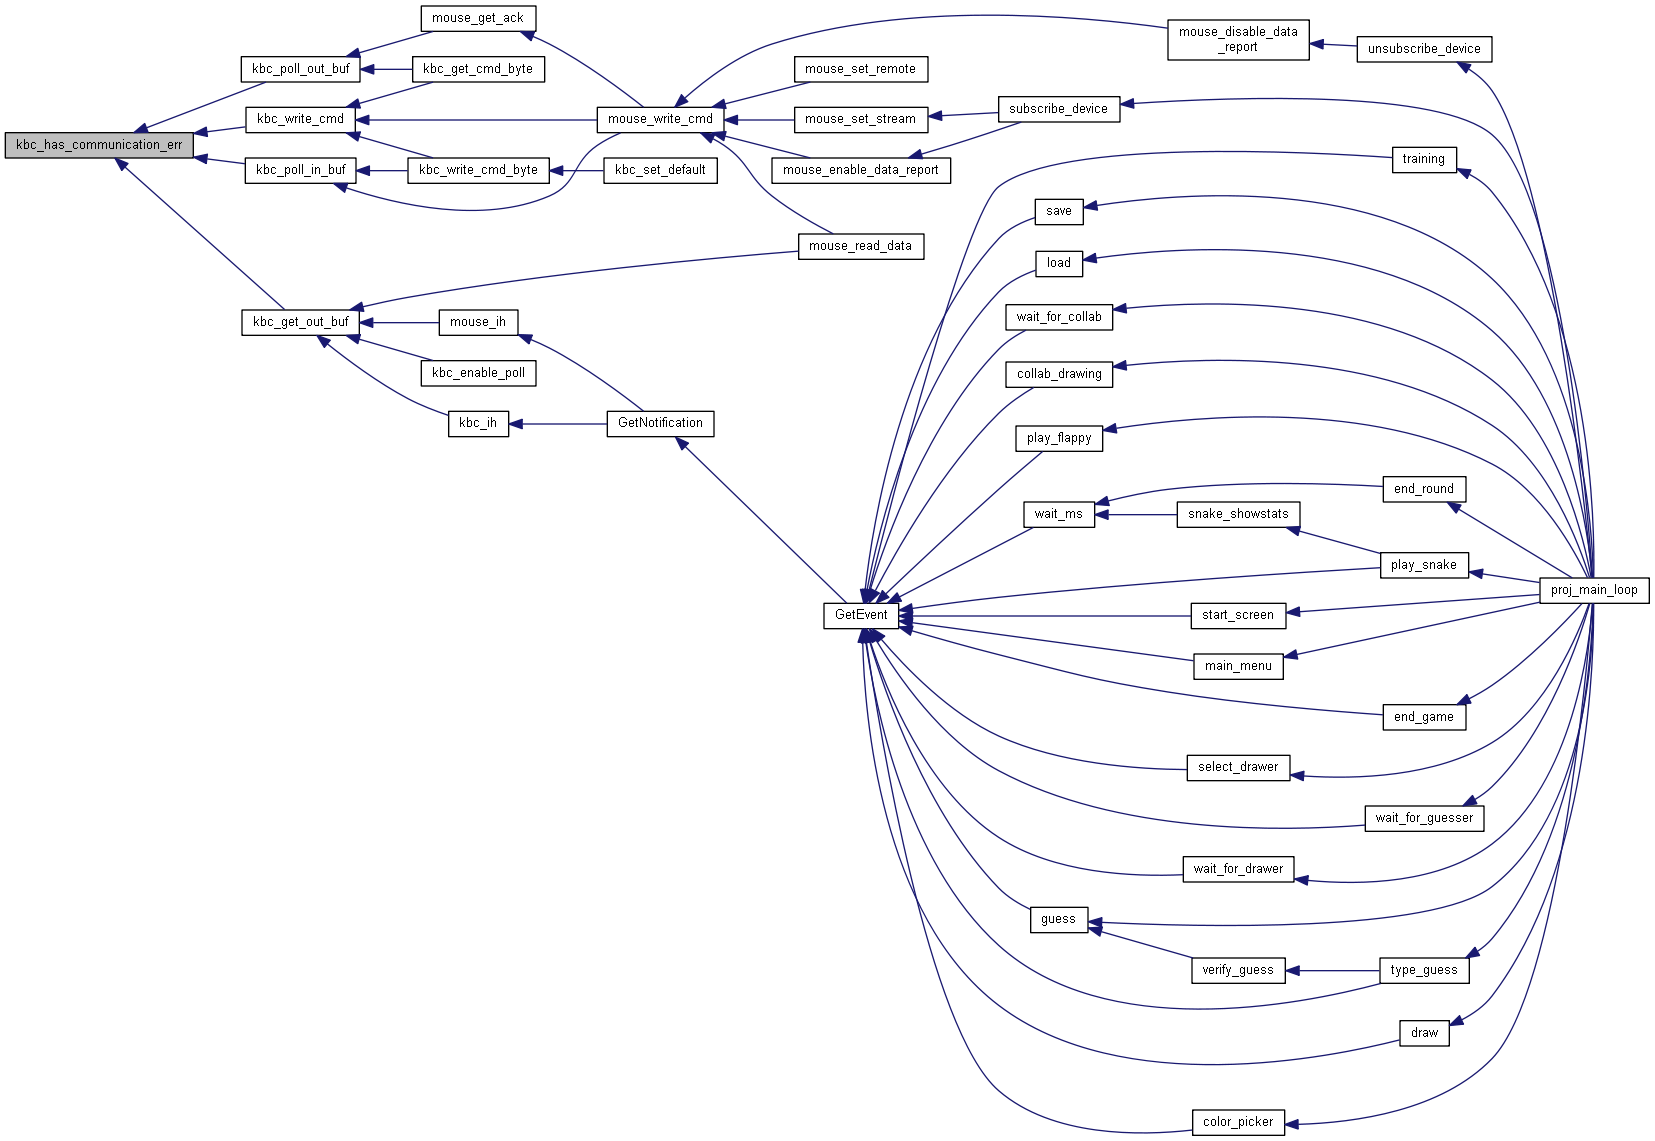 mouse_get_ack
mouse_disable_data
_report
unsubscribe_device
kbc_poll_out_buf
kbc_get_cmd_byte
mouse_set_remote
kbc_write_cmd
mouse_write_cmd
mouse_set_stream
subscribe_device
kbc_has_communication_err
kbc_poll_in_buf
kbc_write_cmd_byte
kbc_set_default
mouse_enable_data_report
training
save
mouse_read_data
load
kbc_get_out_buf
mouse_ih
wait_for_collab
kbc_enable_poll
collab_drawing
kbc_ih
GetNotification
play_flappy
end_round
wait_ms
snake_showstats
play_snake
proj_main_loop
GetEvent
start_screen
main_menu
end_game
select_drawer
wait_for_guesser
wait_for_drawer
guess
verify_guess
type_guess
draw
color_picker